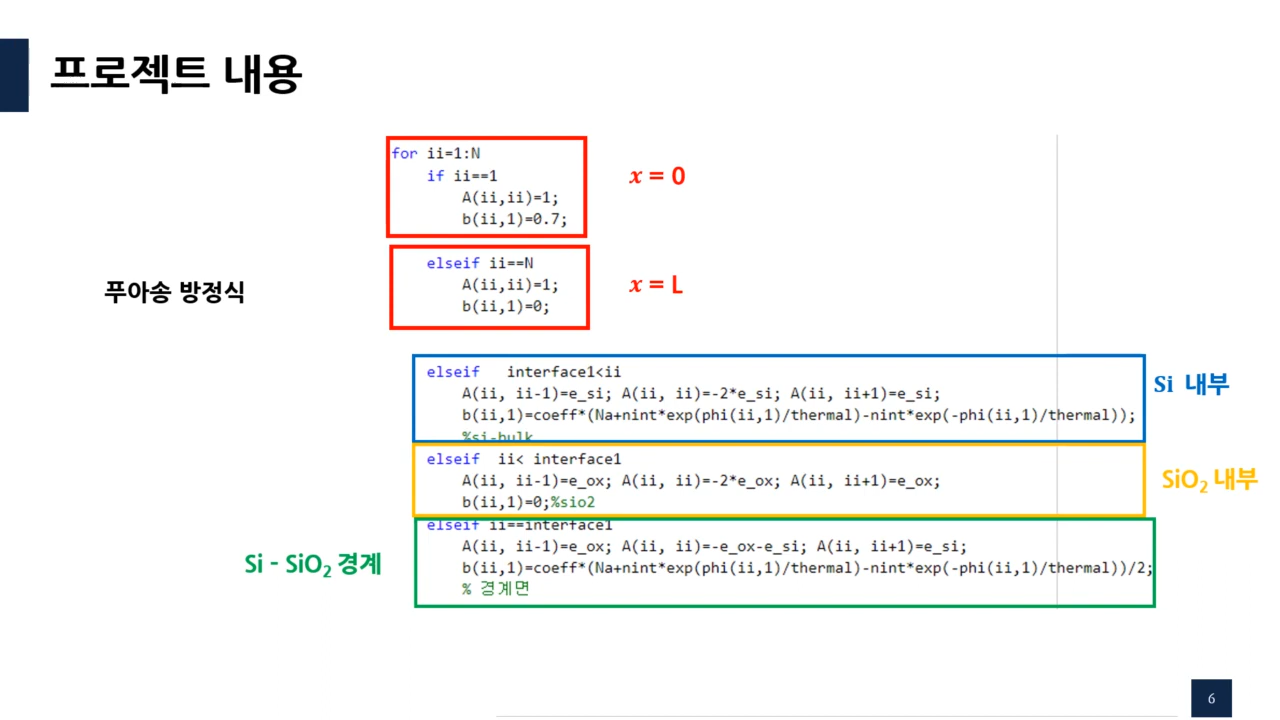 프로젝트 내용
for ii=1:N
if ii==1
A(ii,ii)=1;
b(ii,1)=0.7;
x = 0
elseif ii==N
A(ii,ii)=1;
b(ii,1)=0;
x = L
푸아송 방정식
elseif interface1<ii
A(ii, ii-1)=e_si; A(ii, ii)=-2*e_si; A(ii, ii+1)=e_si;
b(ii,1)=coeff*(Na+nint*exp(phi(ii,1)/thermal)-nint*exp(-phi(ii,1)/thermal));
%si-bulk
Si 내부
elseif ii< interface1
A(ii, ii-1)=e_ox; A(ii, ii)=-2*e_ox; A(ii, ii+1)=e_ox;
b(ii,1)=0;%sio2
SiO₂ 내부
elseif ii==interface1
A(ii, ii-1)=e_ox; A(ii, ii)=-e_ox-e_si; A(ii, ii+1)=e_si;
b(ii,1)=coeff*(Na+nint*exp(phi(ii,1)/thermal)-nint*exp(-phi(ii,1)/thermal))/2;
% 경계면
Si - SiO₂ 경계
6